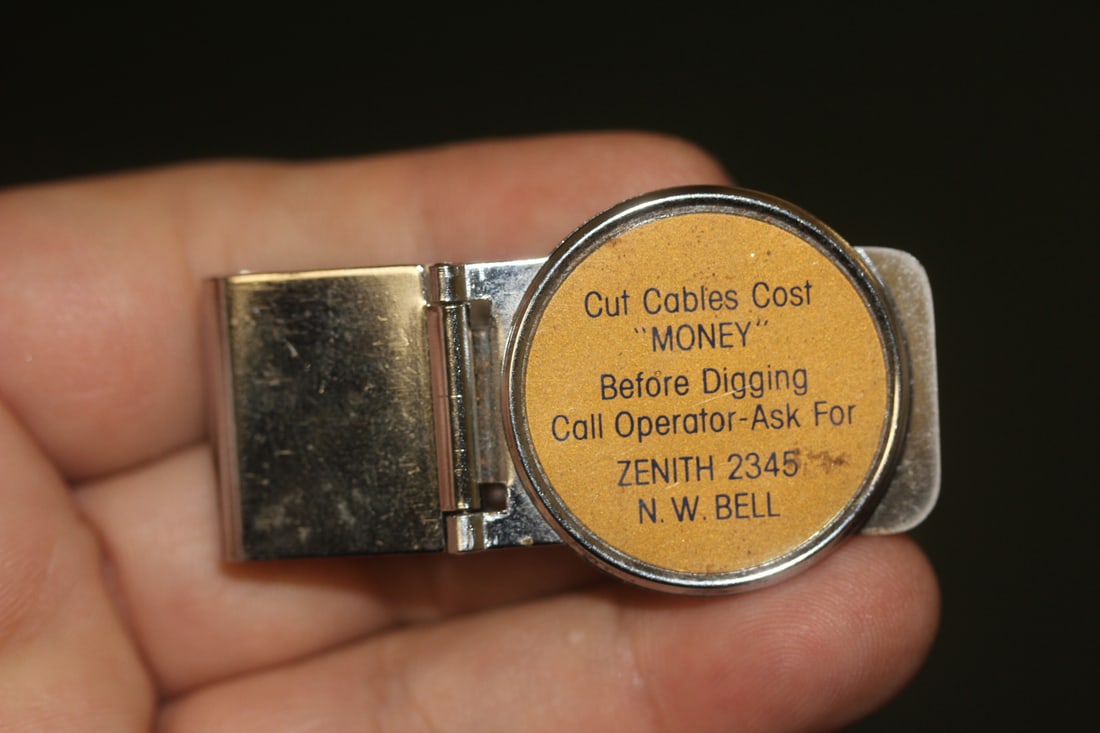 Cut Cables Cost
"MONEY"
Before Digging
Call Operator-Ask For
ZENITH 2345
N. W. BELL